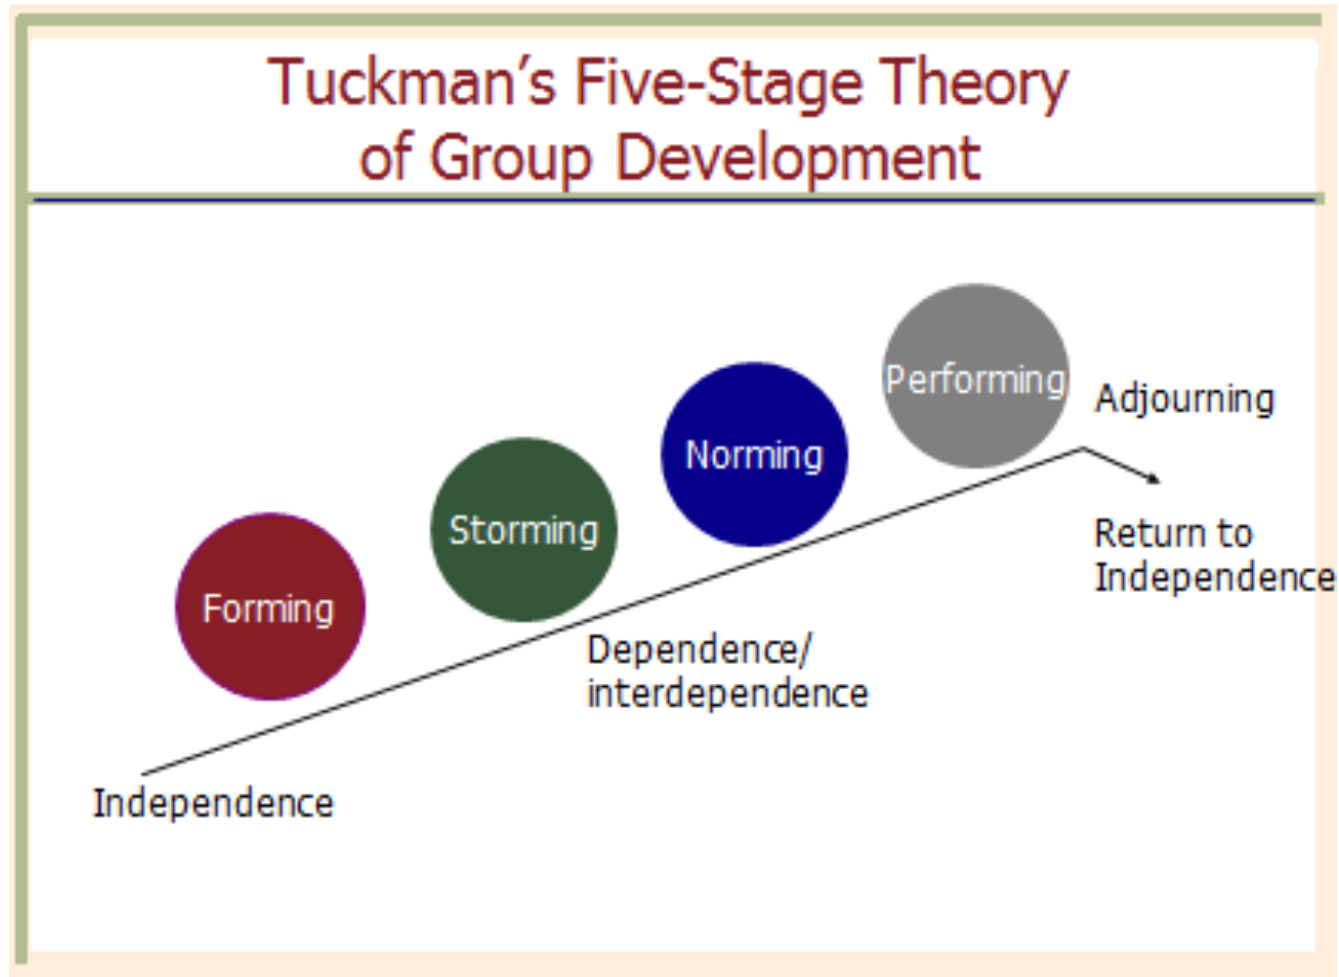 Tuckman’s Five-Stage Theory
of Group Development
Performing
Adjourning
Norming
Storming
Return to
Independence
Forming
Dependence/
interdependence
Independence